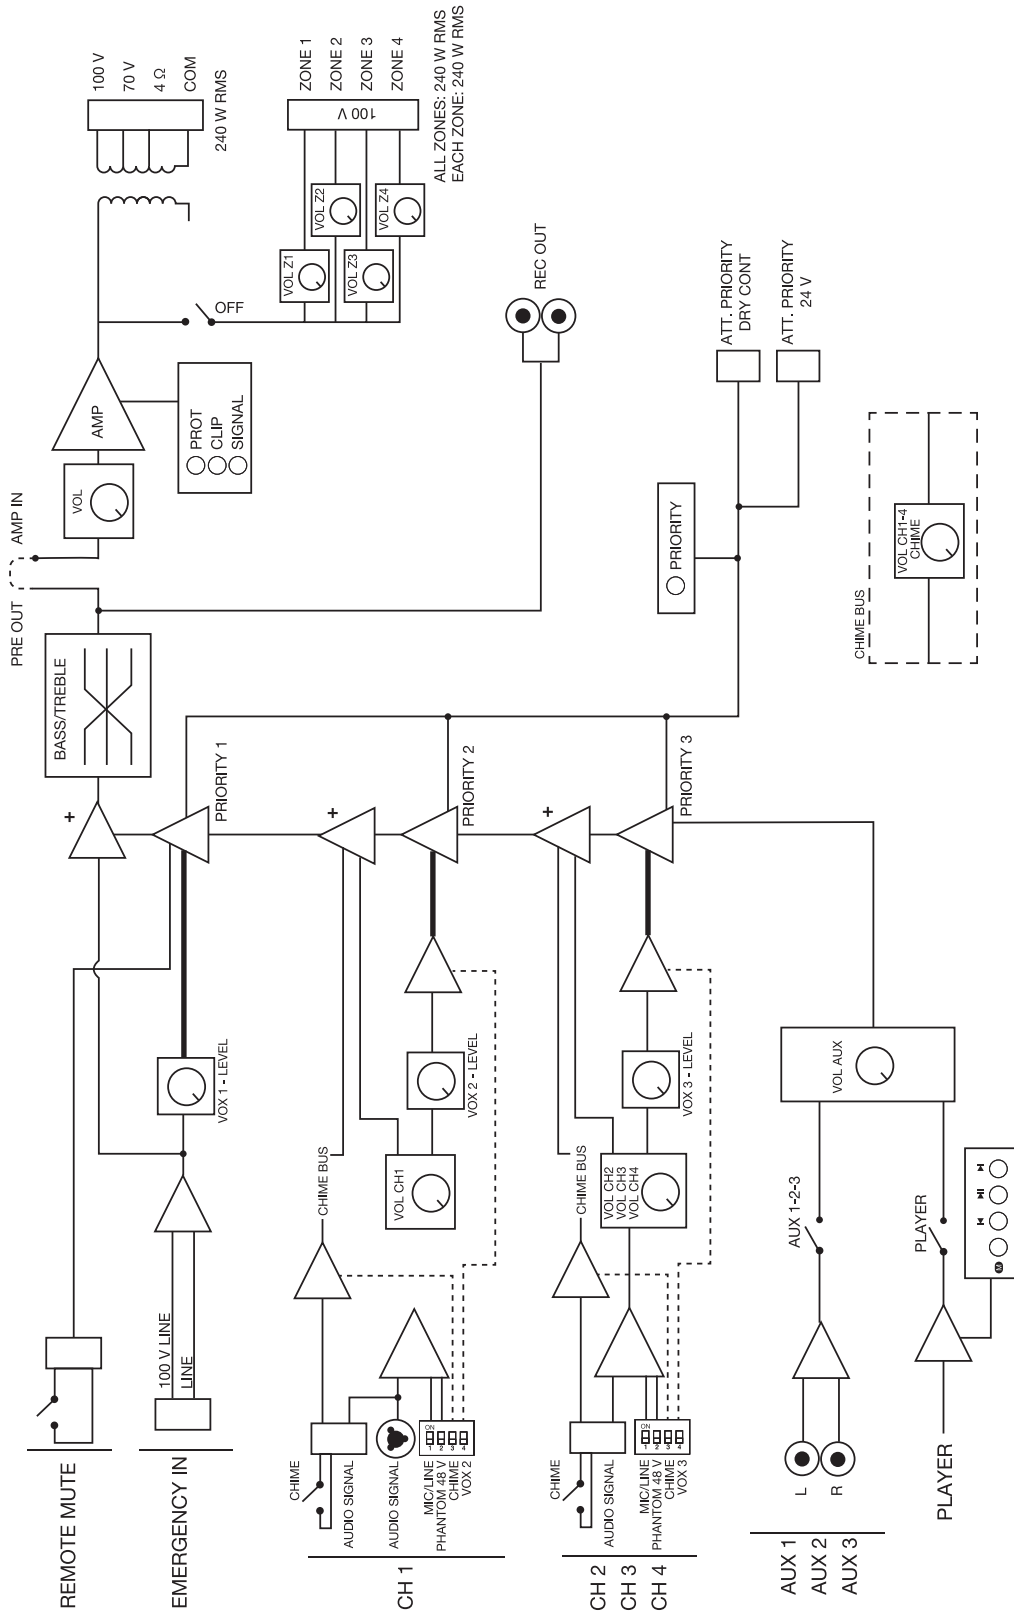 REMOTE MUTE
EMERGENCY IN
100 V LINE
LINE
VOX 1 - LEVEL
PRIORITY 1
+
BASS/TREBLE
PRE OUT
AMP IN
VOL
AMP
PROT
CLIP
SIGNAL
OFF
100 V
70 V
4 Ω
COM
240 W RMS
VOL Z1
VOL Z2
VOL Z3
VOL Z4
100 V
ZONE 1
ZONE 2
ZONE 3
ZONE 4
ALL ZONES: 240 W RMS
EACH ZONE: 240 W RMS
REC OUT
CH 1
CHIME
AUDIO SIGNAL
AUDIO SIGNAL
MIC/LINE
PHANTOM 48 V
CHIME
VOX 2
ON
1 2 3 4
CHIME BUS
VOL CH1
VOX 2 - LEVEL
+
PRIORITY 2
CH 2
CH 3
CH 4
CHIME
AUDIO SIGNAL
MIC/LINE
PHANTOM 48 V
CHIME
VOX 3
ON
1 2 3 4
CHIME BUS
VOL CH2
VOL CH3
VOL CH4
VOX 3 - LEVEL
+
PRIORITY 3
PRIORITY
ATT. PRIORITY
DRY CONT
ATT. PRIORITY
24 V
AUX 1
AUX 2
AUX 3
L
R
AUX 1-2-3
VOL AUX
PLAYER
PLAYER
M
CHIME BUS
VOL CH1-4
CHIME